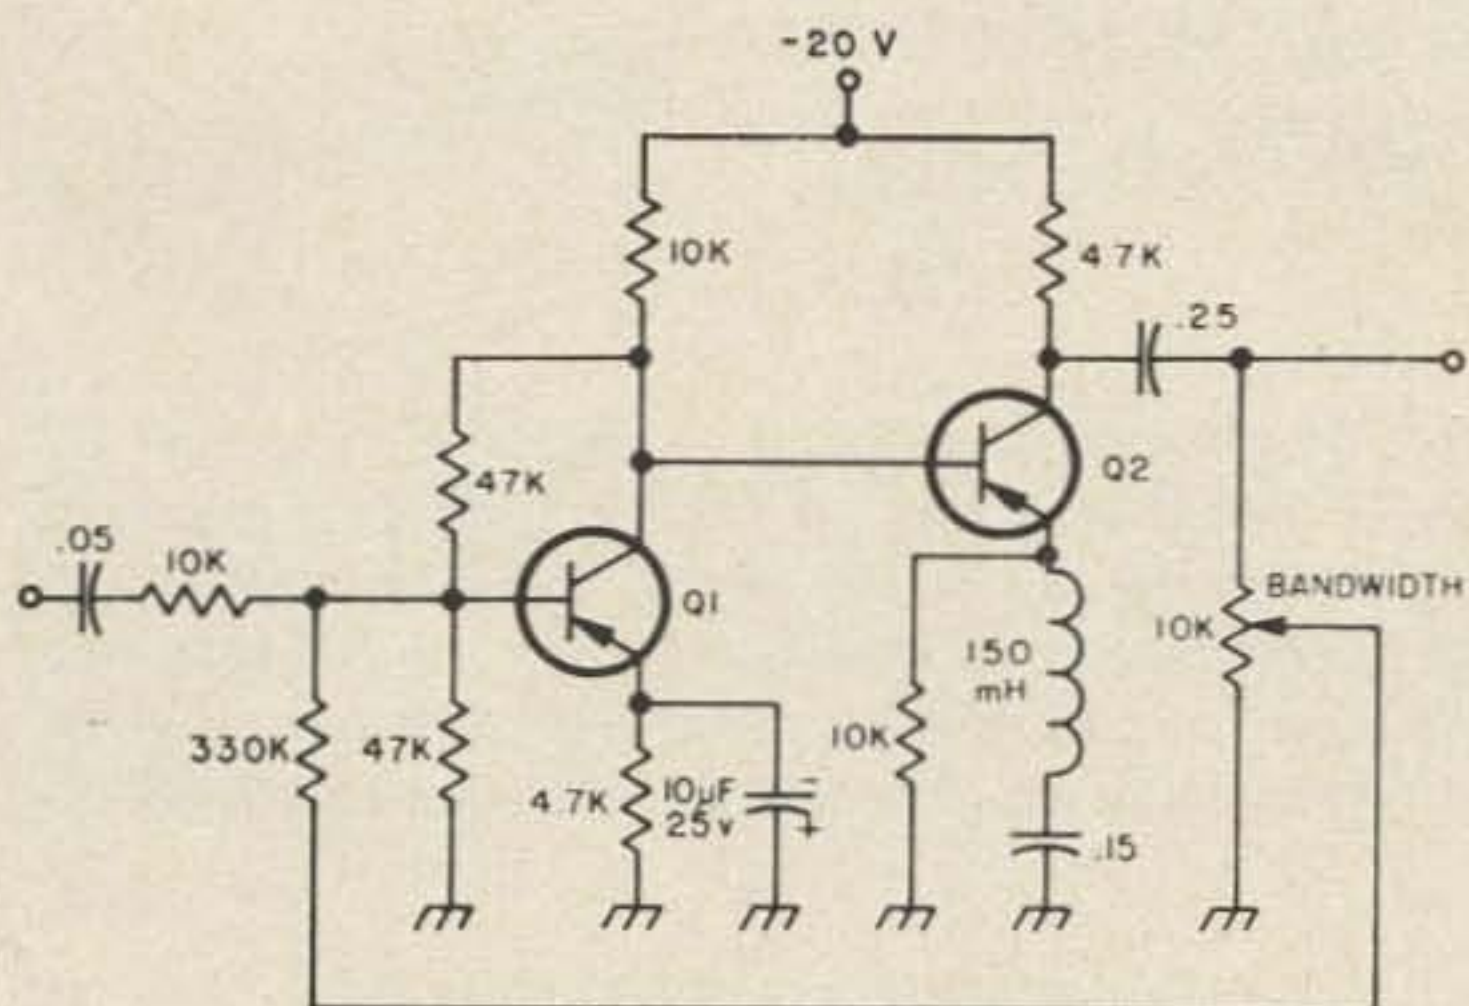 -20 V
10K
4.7K
.25
47K
Q2
.05
10K
Q1
BANDWIDTH
10K
150
mH
330K
47K
4.7K
10µF
25v
-
+
10K
.15